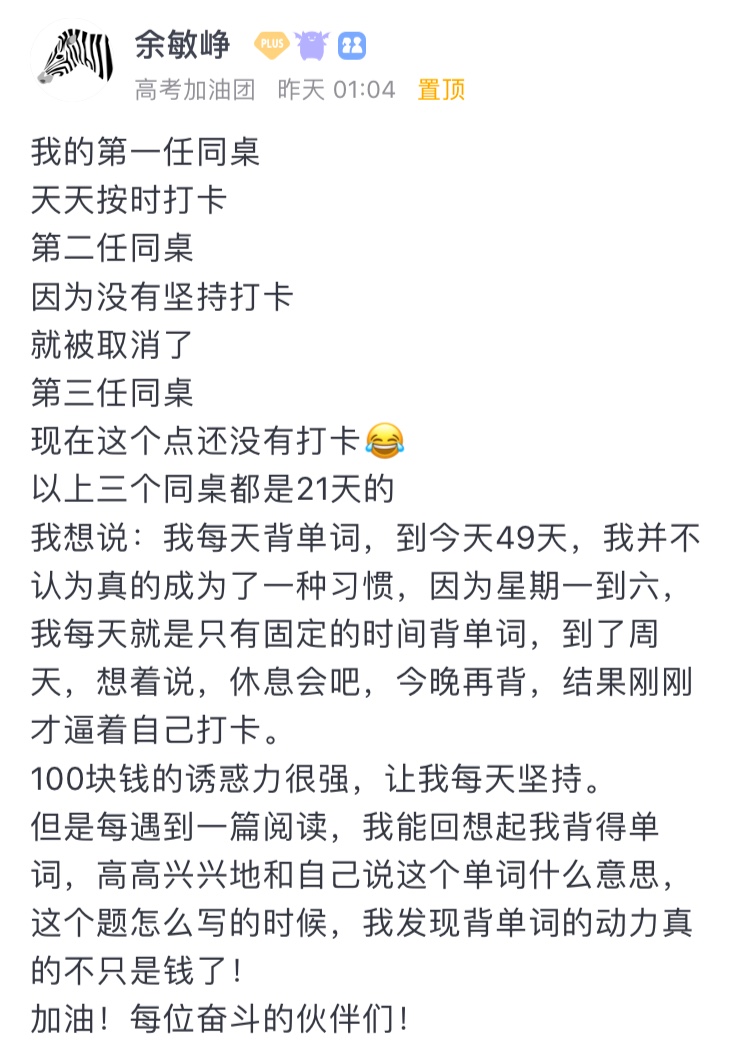 余敏峥 PLUS
高考加油团 昨天 01:04 置顶
我的第一任同桌
天天按时打卡
第二任同桌
因为没有坚持打卡
就被取消了
第三任同桌
现在这个点还没有打卡😂
以上三个同桌都是21天的
我想说：我每天背单词，到今天49天，我并不
认为真的成为了一种习惯，因为星期一到六，
我每天就是只有固定的时间背单词，到了周
天，想着说，休息会吧，今晚再背，结果刚刚
才逼着自己打卡。
100块钱的诱惑力很强，让我每天坚持。
但是每遇到一篇阅读，我能回想起我背得单
词，高高兴兴地和自己说这个单词什么意思，
这个题怎么写的时候，我发现背单词的动力真
的不只是钱了！
加油！每位奋斗的伙伴们！